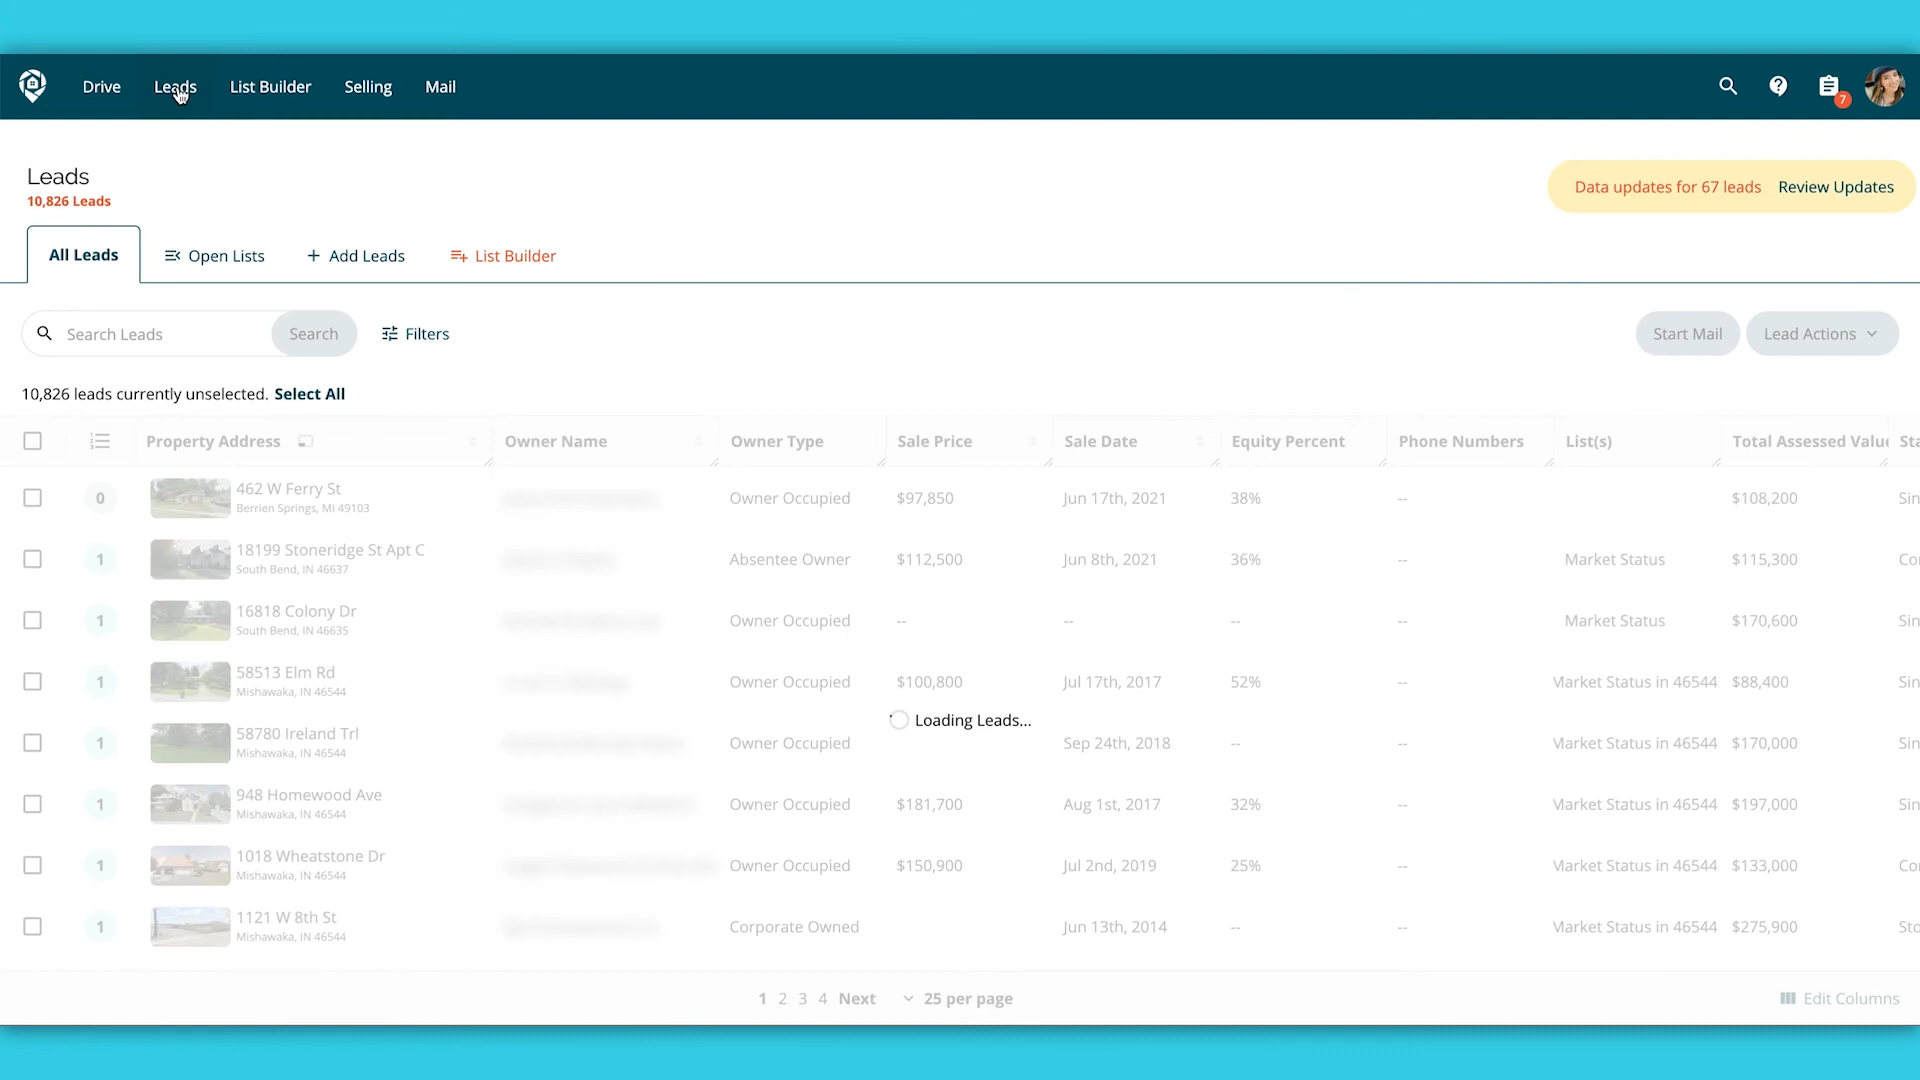 Drive Leads List Builder Selling Mail
7
Leads
10,826 Leads
Data updates for 67 leads Review Updates
All Leads Open Lists + Add Leads List Builder
Search Leads Search Filters Start Mail Lead Actions
10,826 leads currently unselected. Select All
Property Address Owner Name Owner Type Sale Price Sale Date Equity Percent Phone Numbers List(s) Total Assessed Valu Sta
0 462 W Ferry St Owner Occupied $97,850 Jun 17th, 2021 38% -- $108,200 Sin
Berrien Springs, MI 49103
1 18199 Stoneridge St Apt C Absentee Owner $112,500 Jun 8th, 2021 36% -- Market Status $115,300 Co
South Bend, IN 46637
1 16818 Colony Dr Owner Occupied -- -- -- -- Market Status $170,600 Sin
South Bend, IN 46635
1 58513 Elm Rd Owner Occupied $100,800 Jul 17th, 2017 52% -- Market Status in 46544 $88,400 Sin
Mishawaka, IN 46544
Loading Leads...
1 58780 Ireland Trl Owner Occupied Sep 24th, 2018 -- -- Market Status in 46544 $170,000 Sin
Mishawaka, IN 46544
1 948 Homewood Ave Owner Occupied $181,700 Aug 1st, 2017 32% -- Market Status in 46544 $197,000 Sin
Mishawaka, IN 46544
1 1018 Wheatstone Dr Owner Occupied $150,900 Jul 2nd, 2019 25% -- Market Status in 46544 $133,000 Co
Mishawaka, IN 46544
1 1121 W 8th St Corporate Owned Jun 13th, 2014 -- -- Market Status in 46544 $275,900 Sto
Mishawaka, IN 46544
1 2 3 4 Next 25 per page Edit Columns